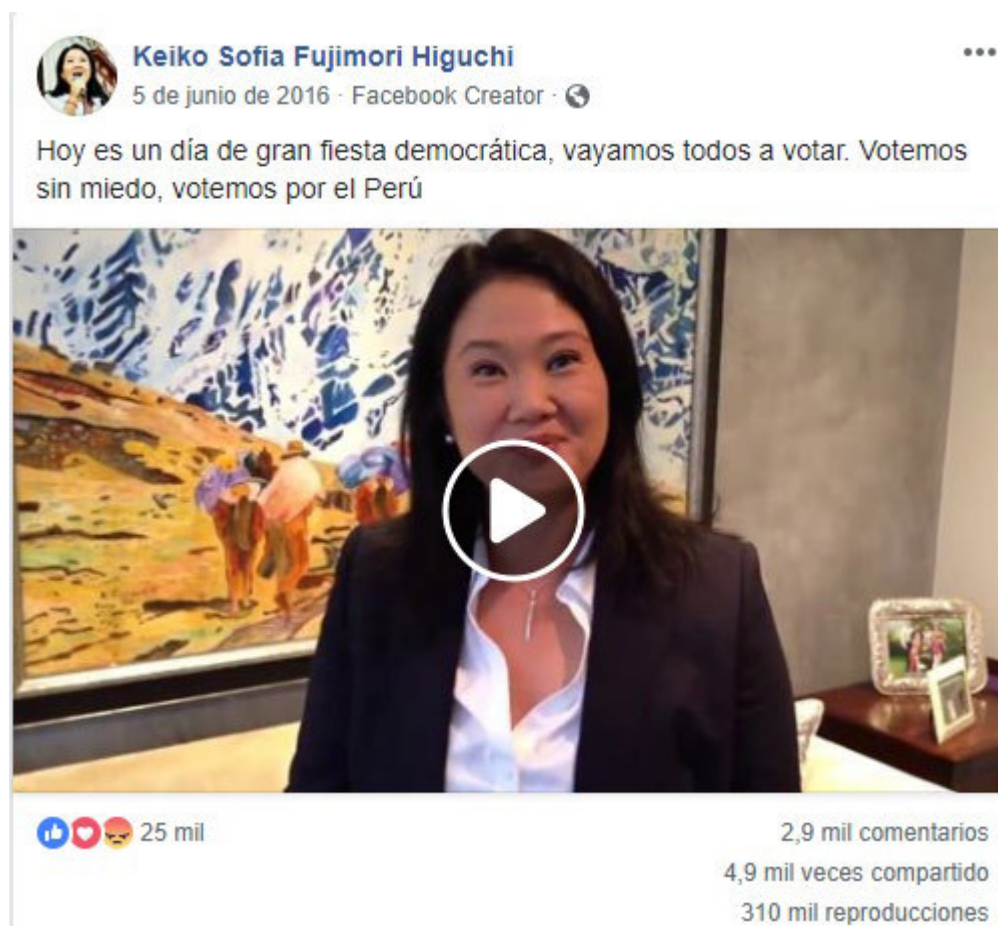 Keiko Sofia Fujimori Higuchi
5 de junio de 2016 · Facebook Creator ·
Hoy es un día de gran fiesta democrática, vayamos todos a votar. Votemos
sin miedo, votemos por el Perú
25 mil
2,9 mil comentarios
4,9 mil veces compartido
310 mil reproducciones